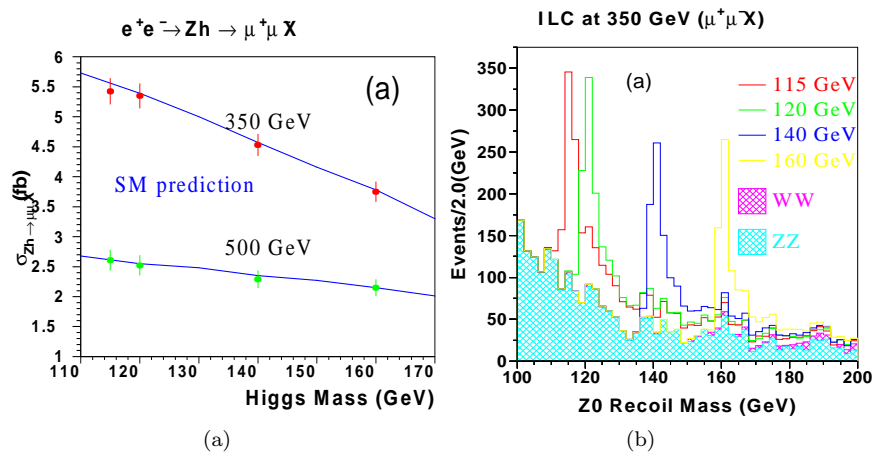 e⁺e⁻→Zh → μ⁺μ⁻X
(a)
6
5.5
5
4.5
4
3.5
3
2.5
2
1.5
1
σ Zh→μμX (fb)
350 GeV
SM prediction
500 GeV
110 120 130 140 150 160 170
Higgs Mass (GeV)
(a)
ILC at 350 GeV (μ⁺μ⁻X)
(a)
350
300
250
200
150
100
50
0
Events/2.0(GeV)
115 GeV
120 GeV
140 GeV
160 GeV
WW
ZZ
100 120 140 160 180 200
Z0 Recoil Mass (GeV)
(b)